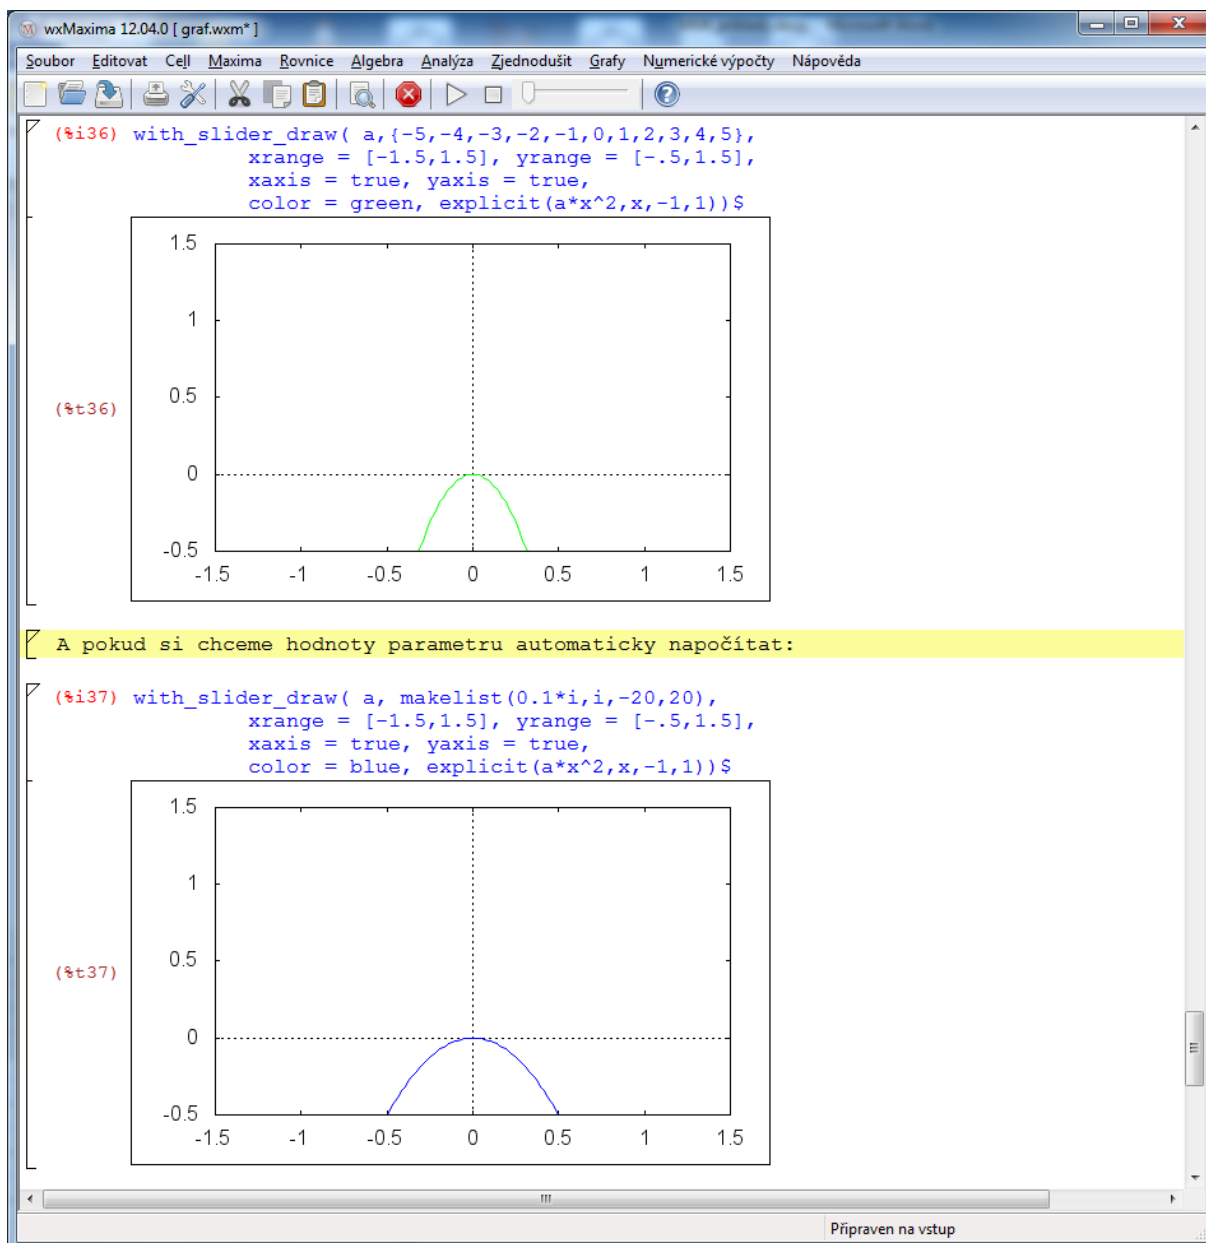 wxMaxima 12.04.0 [ graf.wxm* ]
Soubor Editovat Cell Maxima Rovnice Algebra Analýza Zjednodušit Grafy Numerické výpočty Nápověda
(%i36) with_slider_draw( a,{-5,-4,-3,-2,-1,0,1,2,3,4,5},
xrange = [-1.5,1.5], yrange = [-.5,1.5],
xaxis = true, yaxis = true,
color = green, explicit(a*x^2,x,-1,1))$
1.5
1
0.5
(%t36)
0
-0.5
-1.5 -1 -0.5 0 0.5 1 1.5
A pokud si chceme hodnoty parametru automaticky napočítat:
(%i37) with_slider_draw( a, makelist(0.1*i,i,-20,20),
xrange = [-1.5,1.5], yrange = [-.5,1.5],
xaxis = true, yaxis = true,
color = blue, explicit(a*x^2,x,-1,1))$
1.5
1
0.5
(%t37)
0
-0.5
-1.5 -1 -0.5 0 0.5 1 1.5
Připraven na vstup